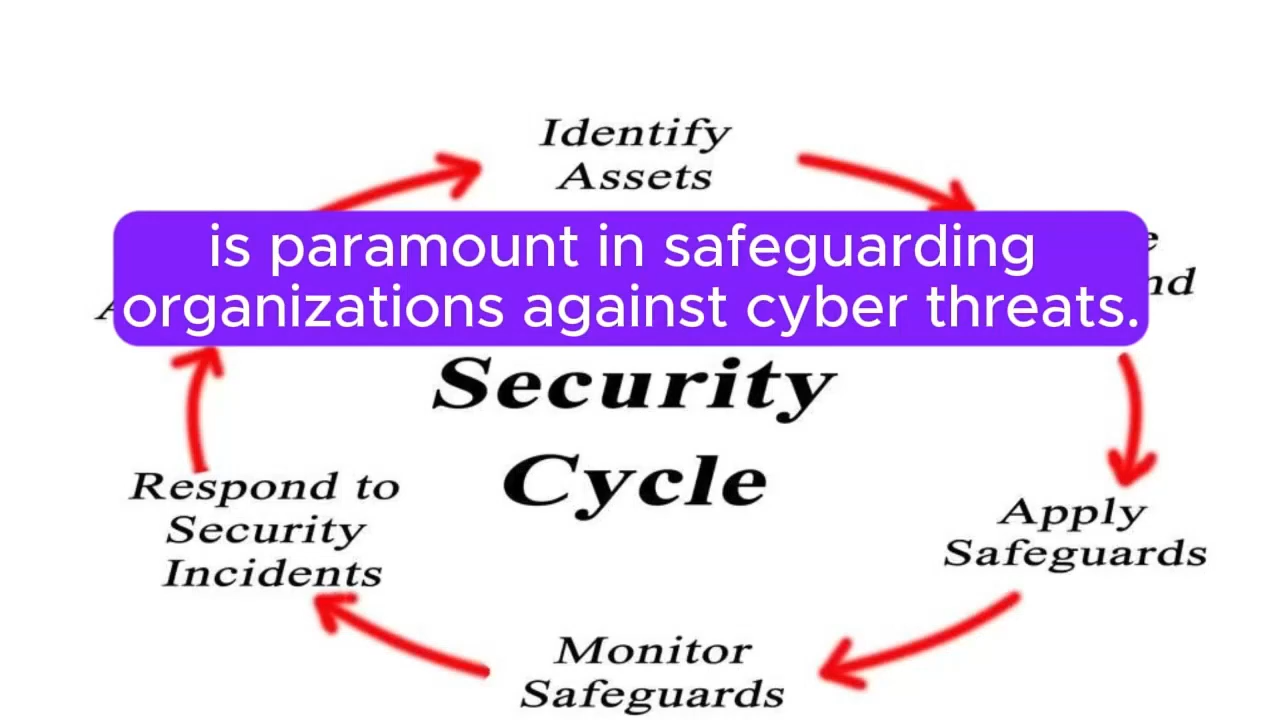 Identify
Assets
is paramount in safeguarding
organizations against cyber threats.
Security
Cycle
Apply
Safeguards
Monitor
Safeguards
Respond to
Security
Incidents